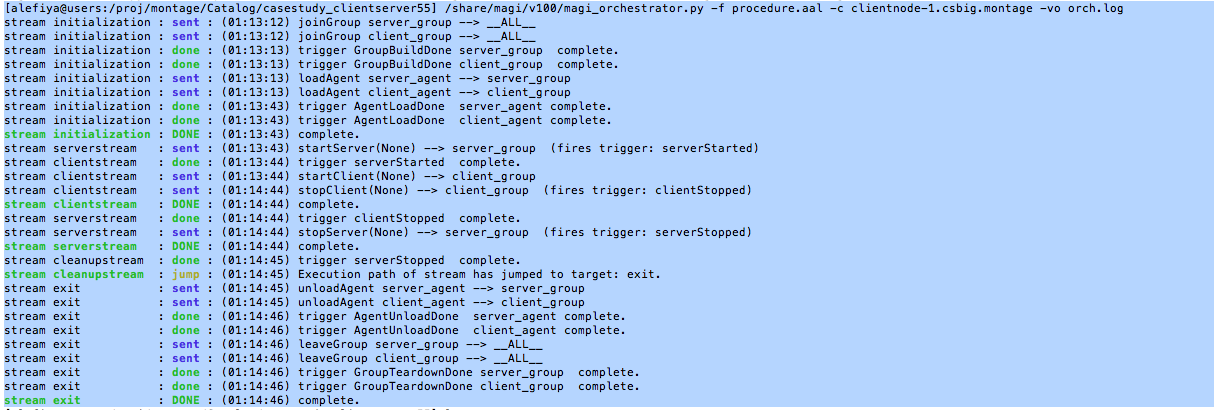 [alefiya@users:/proj/montage/Catalog/casestudy_clientserver55] /share/magi/v100/magi_orchestrator.py -f procedure.aal -c clientnode-1.csbig.montage -vo orch.log
stream initialization : sent : (01:13:12) joinGroup server_group --> __ALL__
stream initialization : sent : (01:13:12) joinGroup client_group --> __ALL__
stream initialization : done : (01:13:13) trigger GroupBuildDone server_group  complete.
stream initialization : done : (01:13:13) trigger GroupBuildDone client_group  complete.
stream initialization : sent : (01:13:13) loadAgent server_agent --> server_group
stream initialization : sent : (01:13:13) loadAgent client_agent --> client_group
stream initialization : done : (01:13:43) trigger AgentLoadDone  server_agent complete.
stream initialization : done : (01:13:43) trigger AgentLoadDone  client_agent complete.
stream initialization : DONE : (01:13:43) complete.
stream serverstream   : sent : (01:13:43) startServer(None) --> server_group  (fires trigger: serverStarted)
stream clientstream   : done : (01:13:44) trigger serverStarted  complete.
stream clientstream   : sent : (01:13:44) startClient(None) --> client_group
stream clientstream   : sent : (01:14:44) stopClient(None) --> client_group  (fires trigger: clientStopped)
stream clientstream   : DONE : (01:14:44) complete.
stream serverstream   : done : (01:14:44) trigger clientStopped  complete.
stream serverstream   : sent : (01:14:44) stopServer(None) --> server_group  (fires trigger: serverStopped)
stream serverstream   : DONE : (01:14:44) complete.
stream cleanupstream  : done : (01:14:45) trigger serverStopped  complete.
stream cleanupstream  : jump : (01:14:45) Execution path of stream has jumped to target: exit.
stream exit           : sent : (01:14:45) unloadAgent server_agent --> server_group
stream exit           : sent : (01:14:45) unloadAgent client_agent --> client_group
stream exit           : done : (01:14:46) trigger AgentUnloadDone  server_agent complete.
stream exit           : done : (01:14:46) trigger AgentUnloadDone  client_agent complete.
stream exit           : sent : (01:14:46) leaveGroup server_group --> __ALL__
stream exit           : sent : (01:14:46) leaveGroup client_group --> __ALL__
stream exit           : done : (01:14:46) trigger GroupTeardownDone server_group  complete.
stream exit           : done : (01:14:46) trigger GroupTeardownDone client_group  complete.
stream exit           : DONE : (01:14:46) complete.